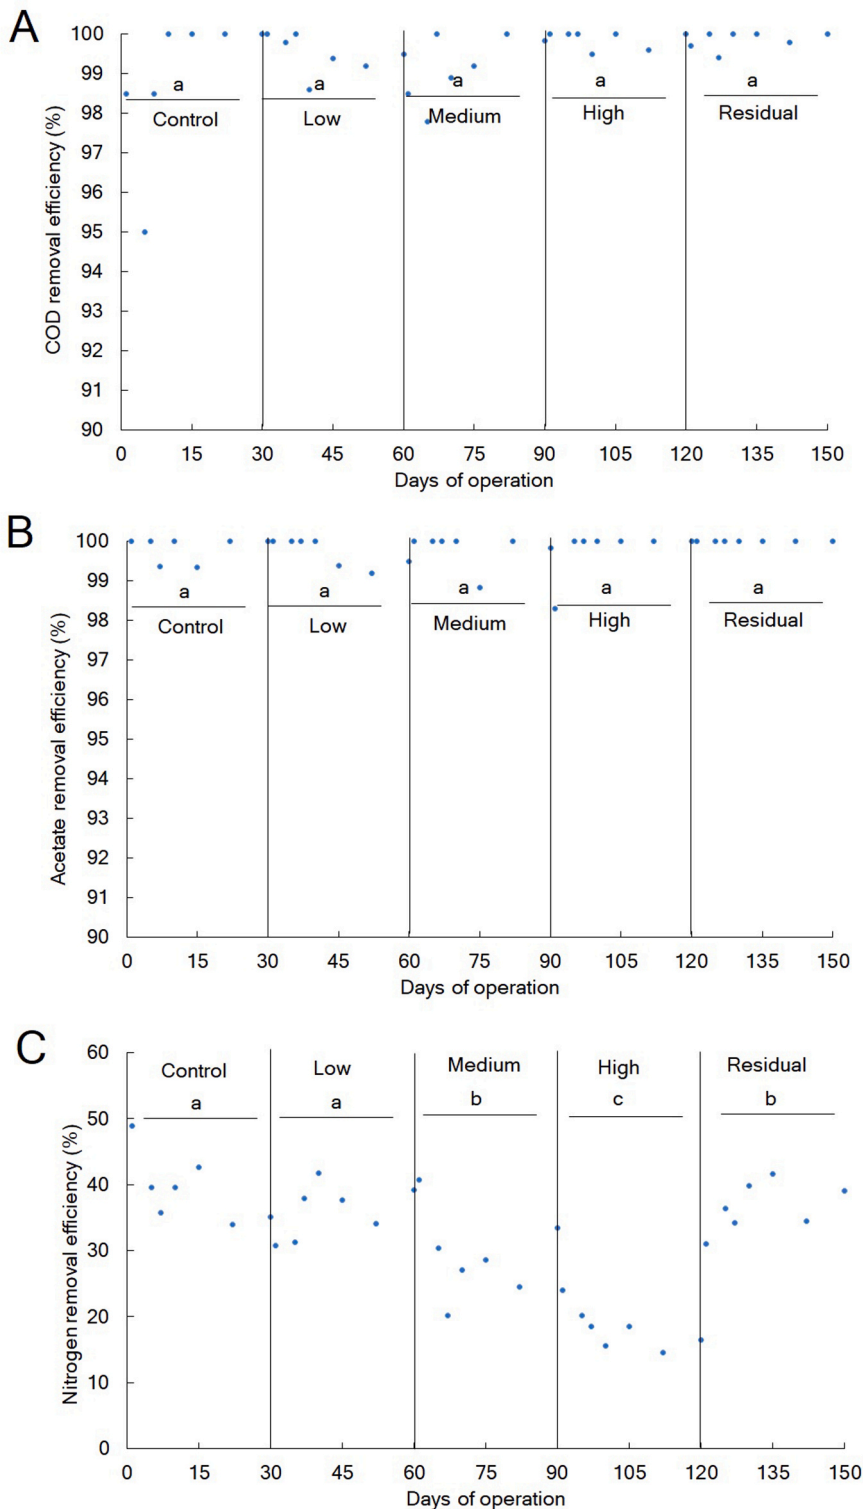 A
COD removal efficiency (%)
100
99
98
97
96
95
94
93
92
91
90
a a a a a
Control Low Medium High Residual
0 15 30 45 60 75 90 105 120 135 150
Days of operation
B
Acetate removal efficiency (%)
100
99
98
97
96
95
94
93
92
91
90
a a a a a
Control Low Medium High Residual
0 15 30 45 60 75 90 105 120 135 150
Days of operation
C
Nitrogen removal efficiency (%)
60
50
40
30
20
10
0
Control Low Medium High Residual
a a b c b
0 15 30 45 60 75 90 105 120 135 150
Days of operation